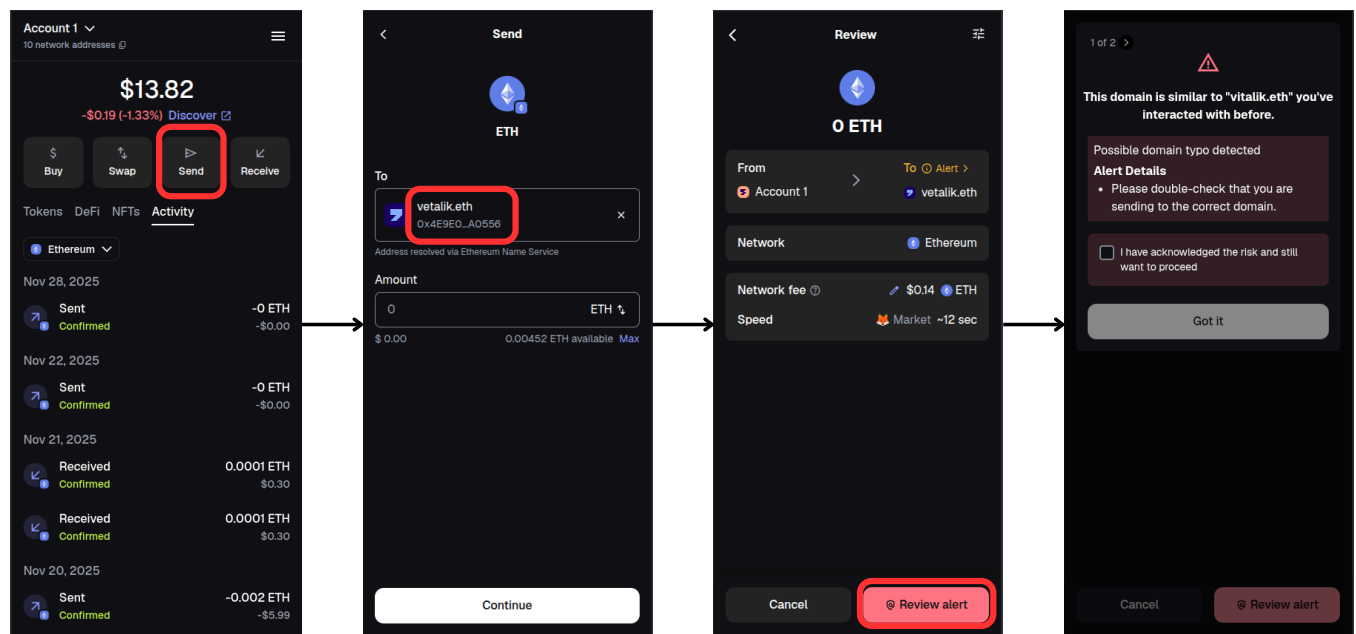 Account 1
10 network addresses
$13.82
-$0.19 (-1.33%) Discover
$
Buy
Swap
Send
Receive
Tokens DeFi NFTs Activity
Ethereum
Nov 28, 2025
Sent -0 ETH
Confirmed -$0.00
Nov 22, 2025
Sent -0 ETH
Confirmed -$0.00
Nov 21, 2025
Received 0.0001 ETH
Confirmed $0.30
Received 0.0001 ETH
Confirmed $0.30
Nov 20, 2025
Sent -0.002 ETH
Confirmed -$5.99
Send
ETH
To
vetalik.eth
0x4E9E0...A0556
Address resolved via Ethereum Name Service
Amount
0 ETH
$ 0.00 0.00452 ETH available Max
Continue
Review
0 ETH
From To Alert >
Account 1 vetalik.eth
Network Ethereum
Network fee $0.14 ETH
Speed Market ~12 sec
Cancel Review alert
1 of 2
This domain is similar to "vitalik.eth" you've
interacted with before.
Possible domain typo detected
Alert Details
• Please double-check that you are
sending to the correct domain.
I have acknowledged the risk and still
want to proceed
Got it
Cancel Review alert